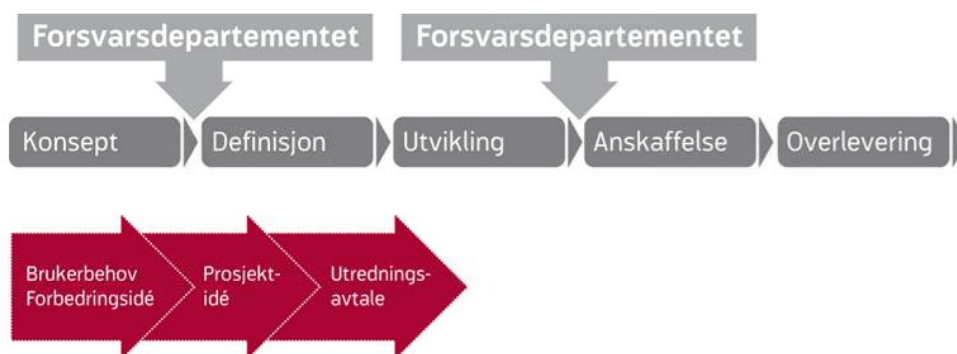 Forsvarsdepartementet
Forsvarsdepartementet
Konsept
Definisjon
Utvikling
Anskaffelse
Overlevering
Brukerbehov
Forbedringsidé
Prosjekt-
idé
Utrednings-
avtale